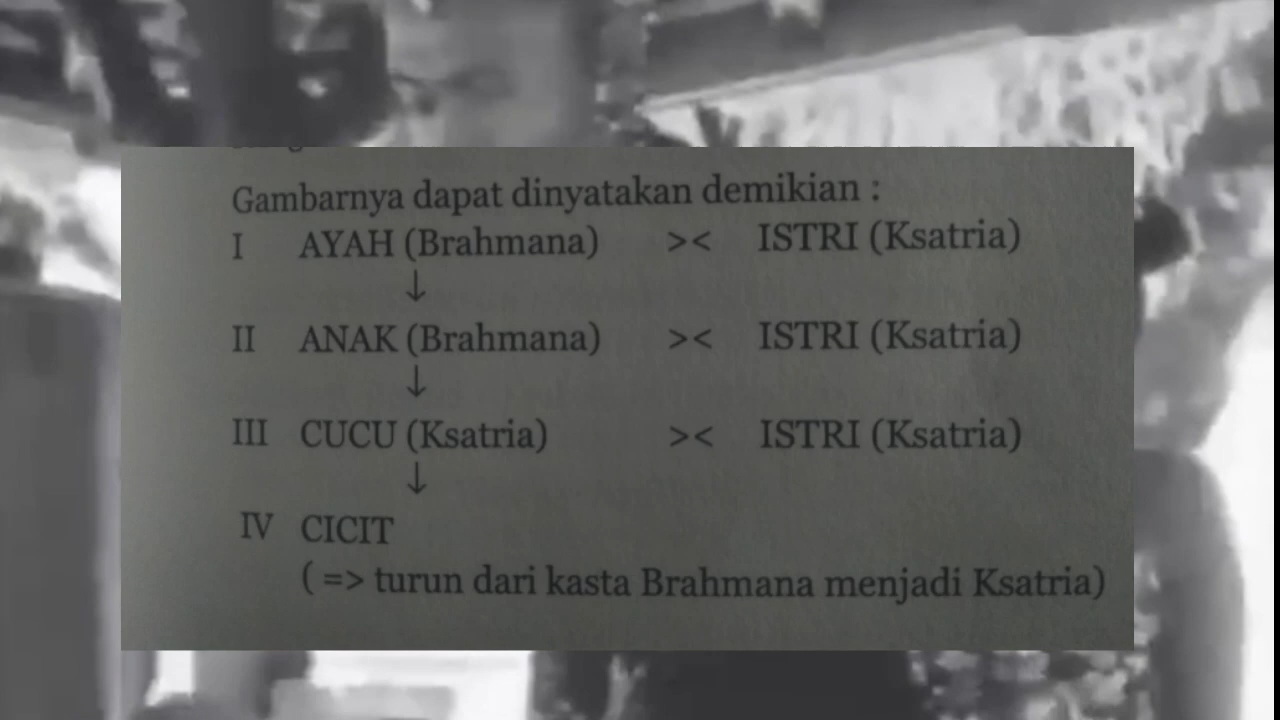 Gambarnya dapat dinyatakan demikian :
I AYAH (Brahmana) >< ISTRI (Ksatria)
↓
II ANAK (Brahmana) >< ISTRI (Ksatria)
↓
III CUCU (Ksatria) >< ISTRI (Ksatria)
↓
IV CICIT
( => turun dari kasta Brahmana menjadi Ksatria)